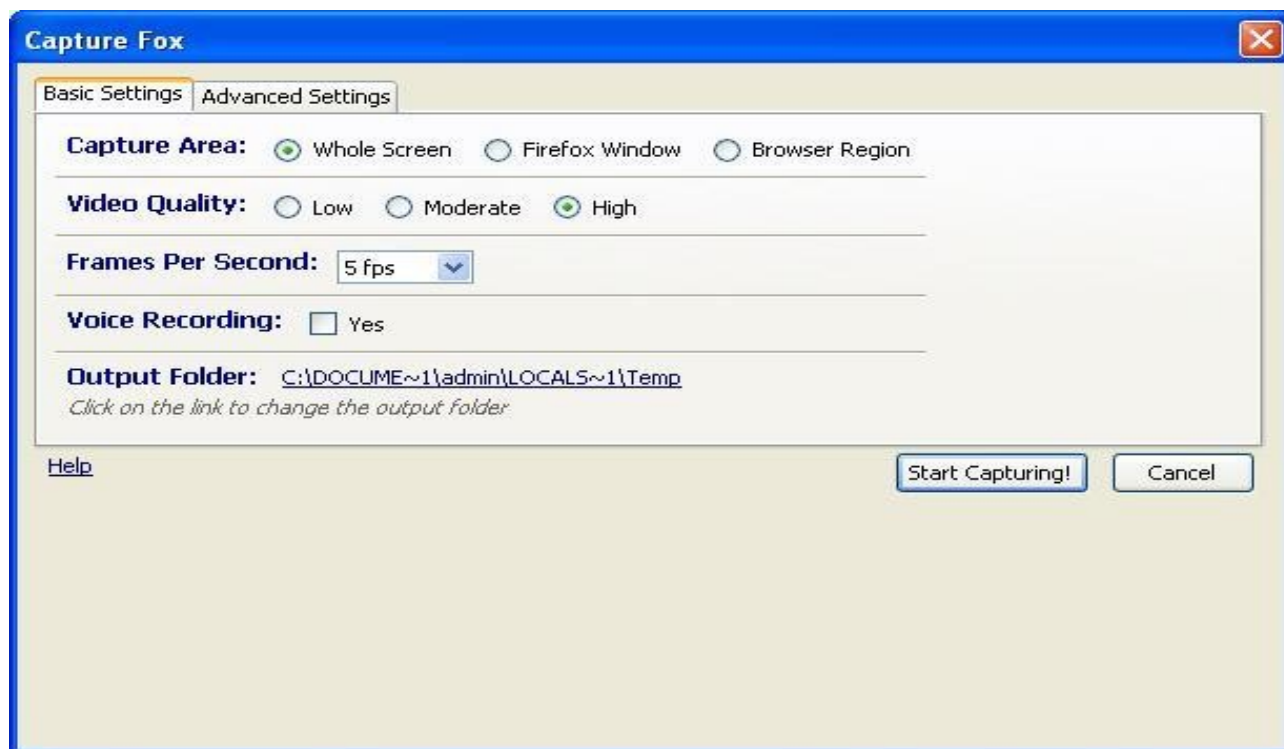 Capture Fox
Basic Settings Advanced Settings
Capture Area: Whole Screen Firefox Window Browser Region
Video Quality: Low Moderate High
Frames Per Second: 5 fps
Voice Recording: Yes
Output Folder: C:\DOCUME~1\admin\LOCALS~1\Temp
Click on the link to change the output folder
Help Start Capturing! Cancel